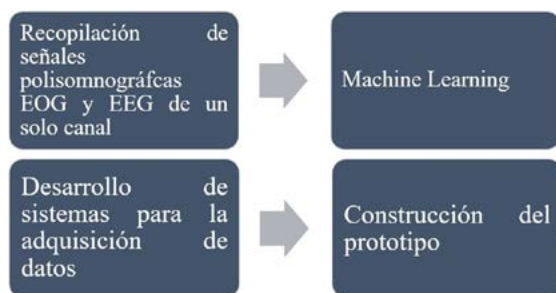 Recopilación de
señales
polisomnográfcas
EOG y EEG de un
solo canal
Machine Learning
Desarrollo de
sistemas para la
adquisición de
datos
Construcción del
prototipo